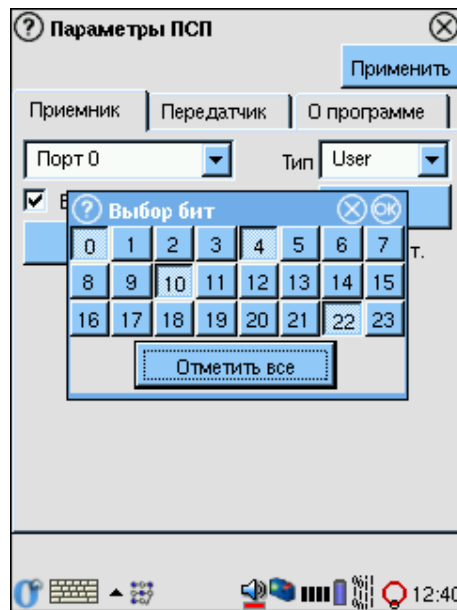 Параметры ПСП
Применить
Приемник Передатчик О программе
Порт 0 Тип User
Выбор бит OK
0 1 2 3 4 5 6 7
т.
8 9 10 11 12 13 14 15
16 17 18 19 20 21 22 23
Отметить все
12:40